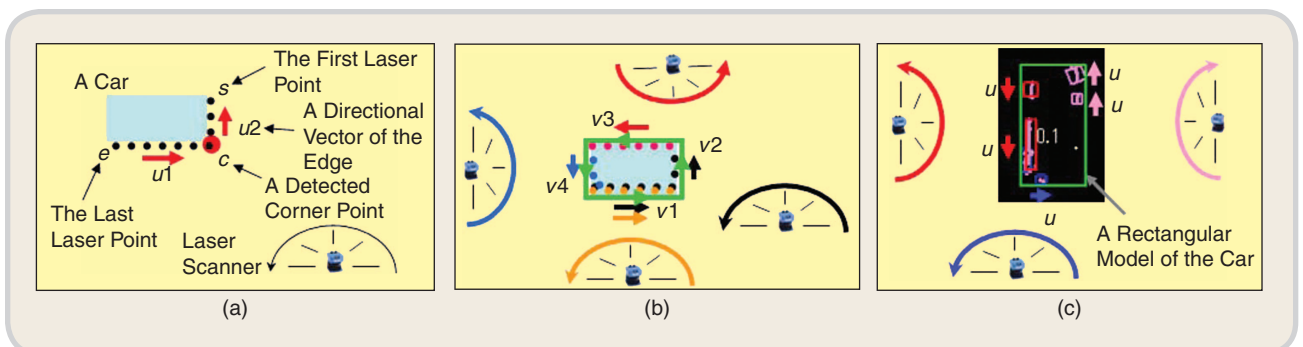 A Car
The First Laser
Point
s
A Directional
Vector of the
Edge
u2
e
u1
c
A Detected
Corner Point
The Last
Laser Point
Laser
Scanner
(a)
v3
v2
v4
v1
(b)
u
u
u
u
0.1
u
A Rectangular
Model of the Car
(c)